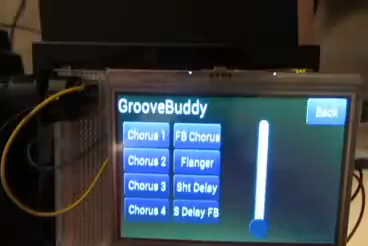 GrooveBuddy
Back
Chorus 1 FB Chorus
Chorus 2 Flanger
Chorus 3 Sht Delay
Chorus 4 S Delay FB